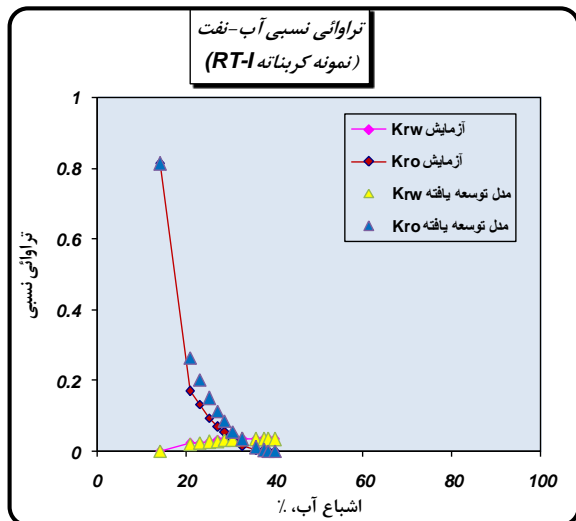 تراوائی نسبی آب-نفت
(نمونه کربناته RT-I)
1
0.8
0.6
0.4
0.2
0
0
20
40
60
80
100
تراوائی نسبی
اشباع آب، %
آزمایش Krw
آزمایش Kro
مدل توسعه یافته Krw
مدل توسعه یافته Kro